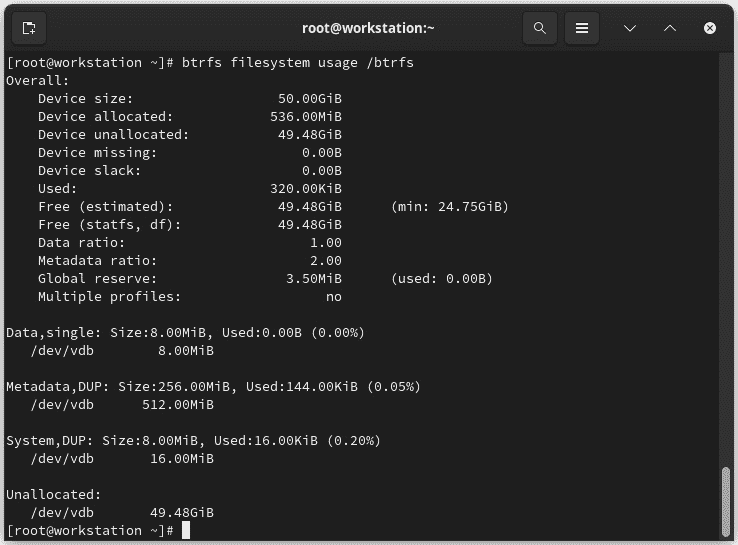 root@workstation:~
[root@workstation ~]# btrfs filesystem usage /btrfs
Overall:
    Device size:                  50.00GiB
    Device allocated:            536.00MiB
    Device unallocated:           49.48GiB
    Device missing:                  0.00B
    Device slack:                    0.00B
    Used:                        320.00KiB
    Free (estimated):             49.48GiB      (min: 24.75GiB)
    Free (statfs, df):            49.48GiB
    Data ratio:                       1.00
    Metadata ratio:                   2.00
    Global reserve:                3.50MiB      (used: 0.00B)
    Multiple profiles:                  no

Data,single: Size:8.00MiB, Used:0.00B (0.00%)
   /dev/vdb        8.00MiB

Metadata,DUP: Size:256.00MiB, Used:144.00KiB (0.05%)
   /dev/vdb      512.00MiB

System,DUP: Size:8.00MiB, Used:16.00KiB (0.20%)
   /dev/vdb       16.00MiB

Unallocated:
   /dev/vdb       49.48GiB
[root@workstation ~]#